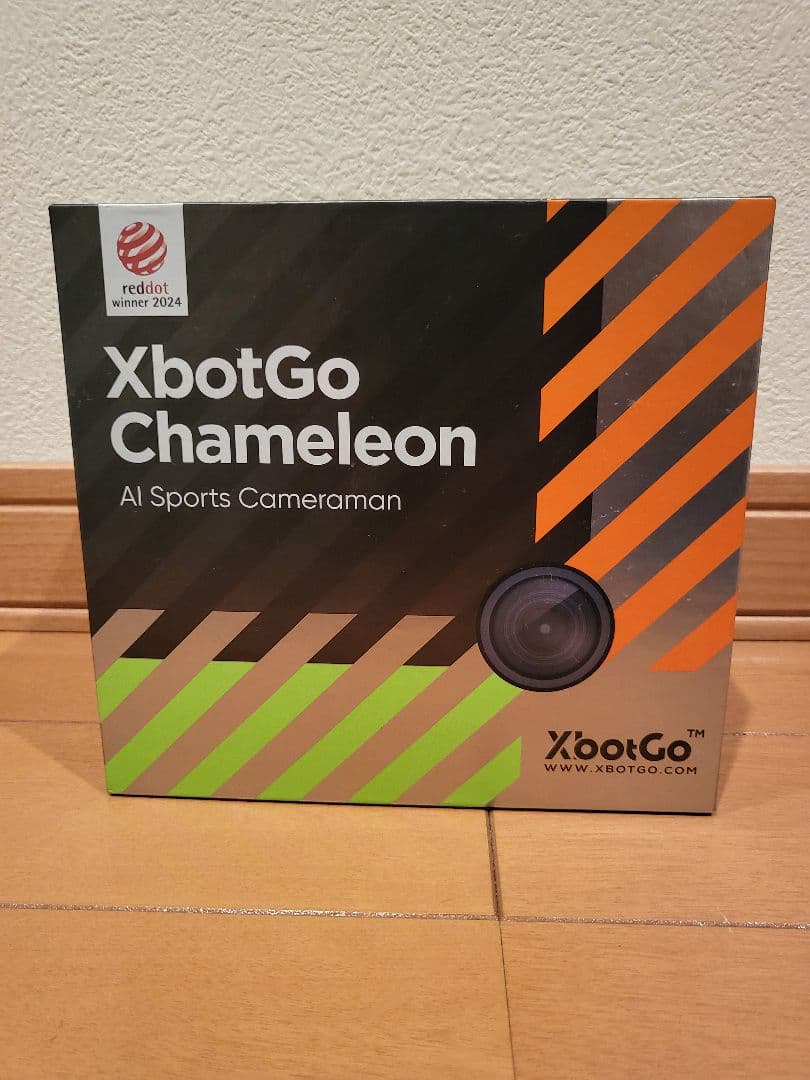 reddot
winner 2024
XbotGo
Chameleon
AI Sports Cameraman
XbotGo™
WWW.XBOTGO.COM